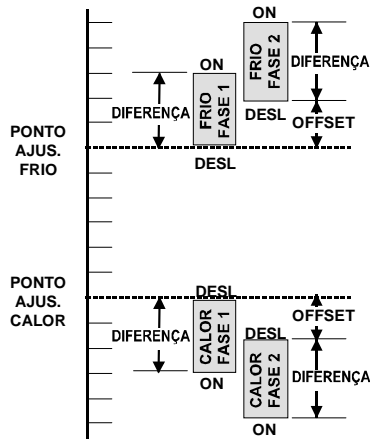 ON
FRIO
FASE 2
DIFERENÇA
DESL
OFFSET
ON
FRIO
FASE 1
DIFERENÇA
DESL
PONTO
AJUS.
FRIO
PONTO
AJUS.
CALOR
DESL
CALOR
FASE 1
DIFERENÇA
ON
OFFSET
DESL
CALOR
FASE 2
DIFERENÇA
ON